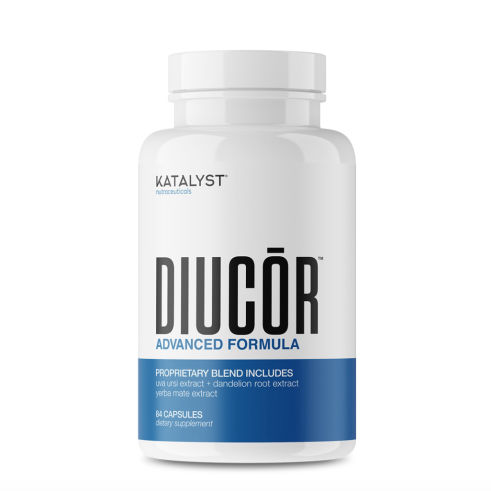 KATALYST®
nutraceuticals
DIUCŌR™
ADVANCED FORMULA
PROPRIETARY BLEND INCLUDES
uva ursi extract + dandelion root extract
yerba mate extract
84 CAPSULES
dietary supplement